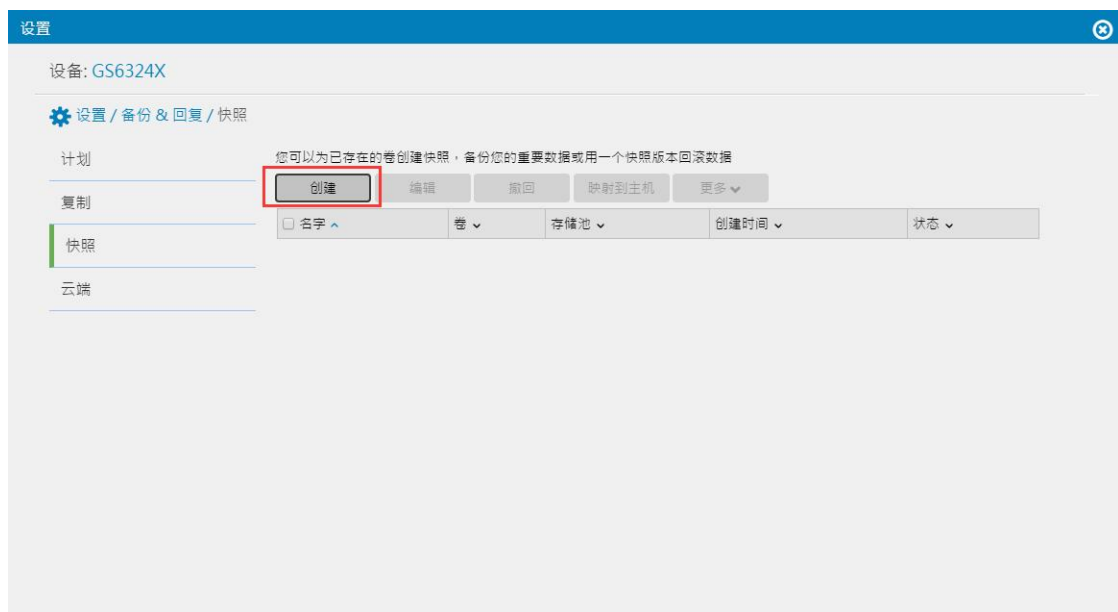 设置
设备: GS6324X
设置 / 备份 & 回复 / 快照
计划
复制
快照
云端
您可以为已存在的卷创建快照，备份您的重要数据或用一个快照版本回滚数据
创建 编辑 撤回 映射到主机 更多
名字 卷 存储池 创建时间 状态